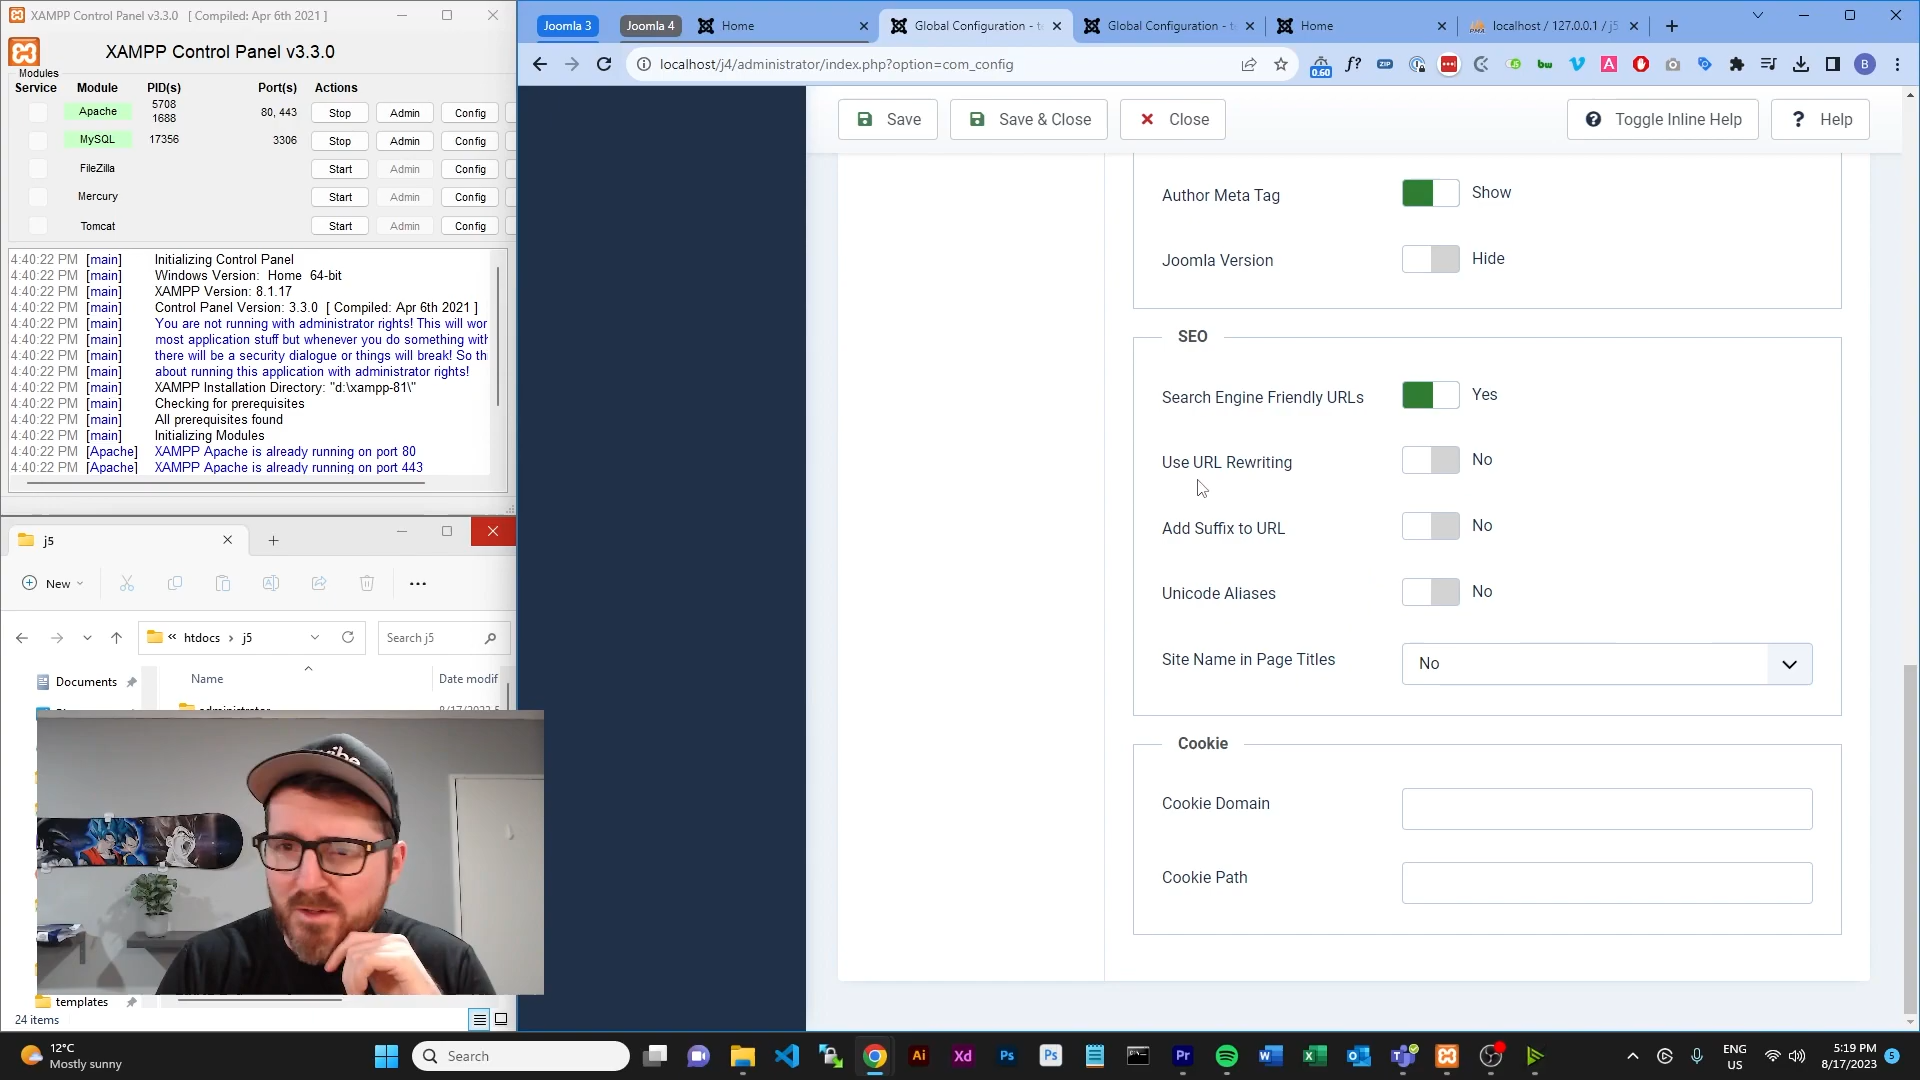 XAMPP Control Panel v3.3.0 [ Compiled: Apr 6th 2021 ]
XAMPP Control Panel v3.3.0
Modules
Service Module PID(s) Port(s) Actions
Apache 5708 1688 80, 443 Stop Admin Config
MySQL 17356 3306 Stop Admin Config
FileZilla Start Admin Config
Mercury Start Admin Config
Tomcat Start Admin Config
4:40:22 PM [main] Initializing Control Panel
4:40:22 PM [main] Windows Version: Home 64-bit
4:40:22 PM [main] XAMPP Version: 8.1.17
4:40:22 PM [main] Control Panel Version: 3.3.0 [ Compiled: Apr 6th 2021 ]
4:40:22 PM [main] You are not running with administrator rights! This will wor
4:40:22 PM [main] most application stuff but whenever you do something with
4:40:22 PM [main] there will be a security dialogue or things will break! So th
4:40:22 PM [main] about running this application with administrator rights!
4:40:22 PM [main] XAMPP Installation Directory: "d:\xampp-81\"
4:40:22 PM [main] Checking for prerequisites
4:40:22 PM [main] All prerequisites found
4:40:22 PM [main] Initializing Modules
4:40:22 PM [Apache] XAMPP Apache is already running on port 80
4:40:22 PM [Apache] XAMPP Apache is already running on port 443
j5
New
htdocs › j5 Search j5
Name Date modif
Documents
administrator
templates
24 items
Joomla 3 Joomla 4 Home Global Configuration - t Global Configuration - t Home localhost / 127.0.0.1 / j5
localhost/j4/administrator/index.php?option=com_config
0.60
Save Save & Close Close Toggle Inline Help Help
Author Meta Tag Show
Joomla Version Hide
SEO
Search Engine Friendly URLs Yes
Use URL Rewriting No
Add Suffix to URL No
Unicode Aliases No
Site Name in Page Titles No
Cookie
Cookie Domain
Cookie Path
12°C
Mostly sunny
Search
ENG
US
5:19 PM
8/17/2023
5